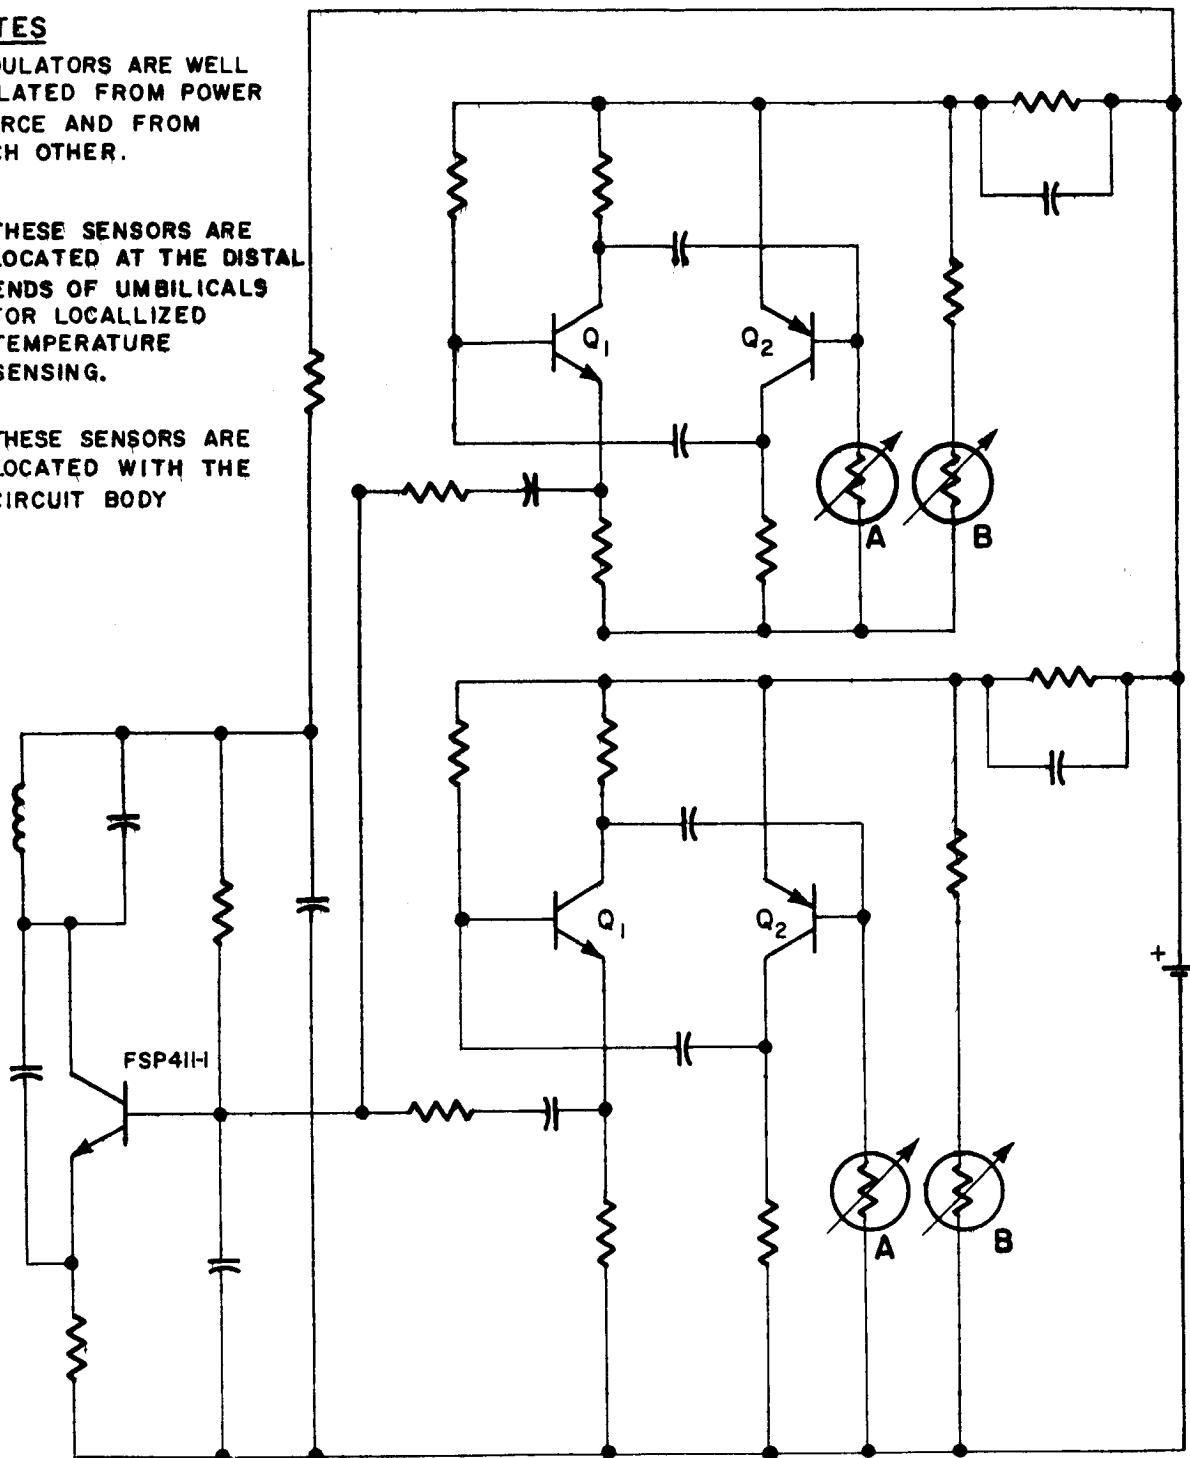 TES
ULATORS ARE WELL
LATED FROM POWER
RCE AND FROM
CH OTHER.
THESE SENSORS ARE
LOCATED AT THE DISTAL
ENDS OF UMBILICALS
FOR LOCALLIZED
TEMPERATURE
SENSING.
THESE SENSORS ARE
LOCATED WITH THE
CIRCUIT BODY
Q1
Q2
A
B
Q1
Q2
+
FSP411-1
A
B